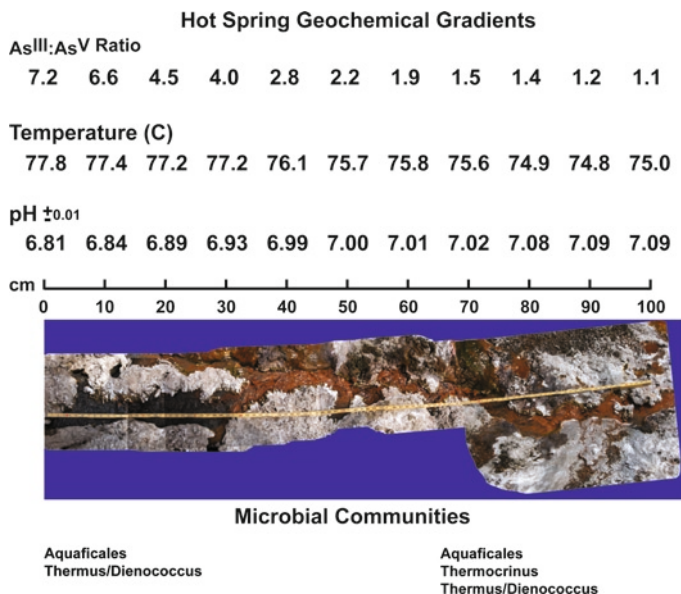 Hot Spring Geochemical Gradients
AsIII:AsV Ratio
7.2 6.6 4.5 4.0 2.8 2.2 1.9 1.5 1.4 1.2 1.1
Temperature (C)
77.8 77.4 77.2 77.2 76.1 75.7 75.8 75.6 74.9 74.8 75.0
pH ±0.01
6.81 6.84 6.89 6.93 6.99 7.00 7.01 7.02 7.08 7.09 7.09
cm
0 10 20 30 40 50 60 70 80 90 100
Microbial Communities
Aquaficales
Thermus/Dienococcus
Aquaficales
Thermocrinus
Thermus/Dienococcus